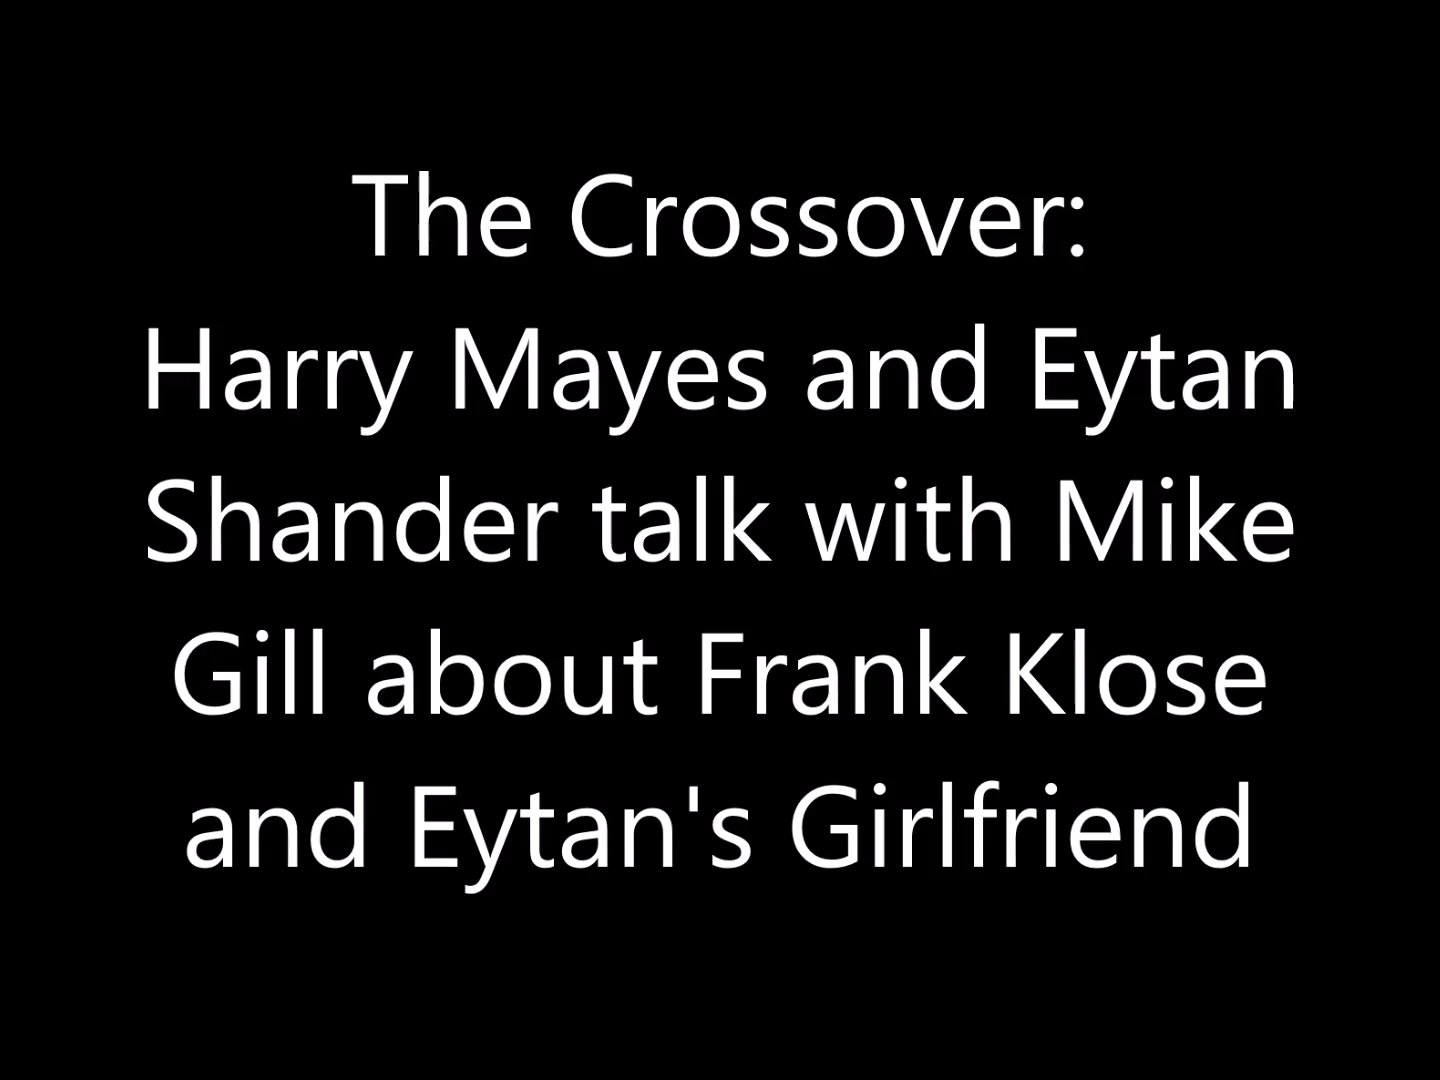 The Crossover:
Harry Mayes and Eytan
Shander talk with Mike
Gill about Frank Klose
and Eytan's Girlfriend